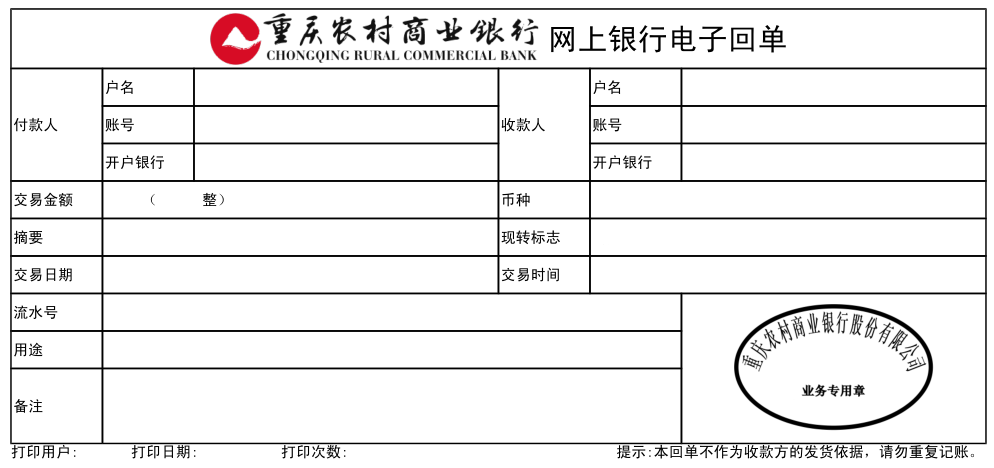 重庆农村商业银行 网上银行电子回单
CHONGQING RURAL COMMERCIAL BANK
付款人 户名 收款人 户名
账号 账号
开户银行 开户银行
交易金额 （ 整） 币种
摘要 现转标志
交易日期 交易时间
流水号
用途
备注
重庆农村商业银行股份有限公司
业务专用章
打印用户: 打印日期: 打印次数: 提示:本回单不作为收款方的发货依据，请勿重复记账。